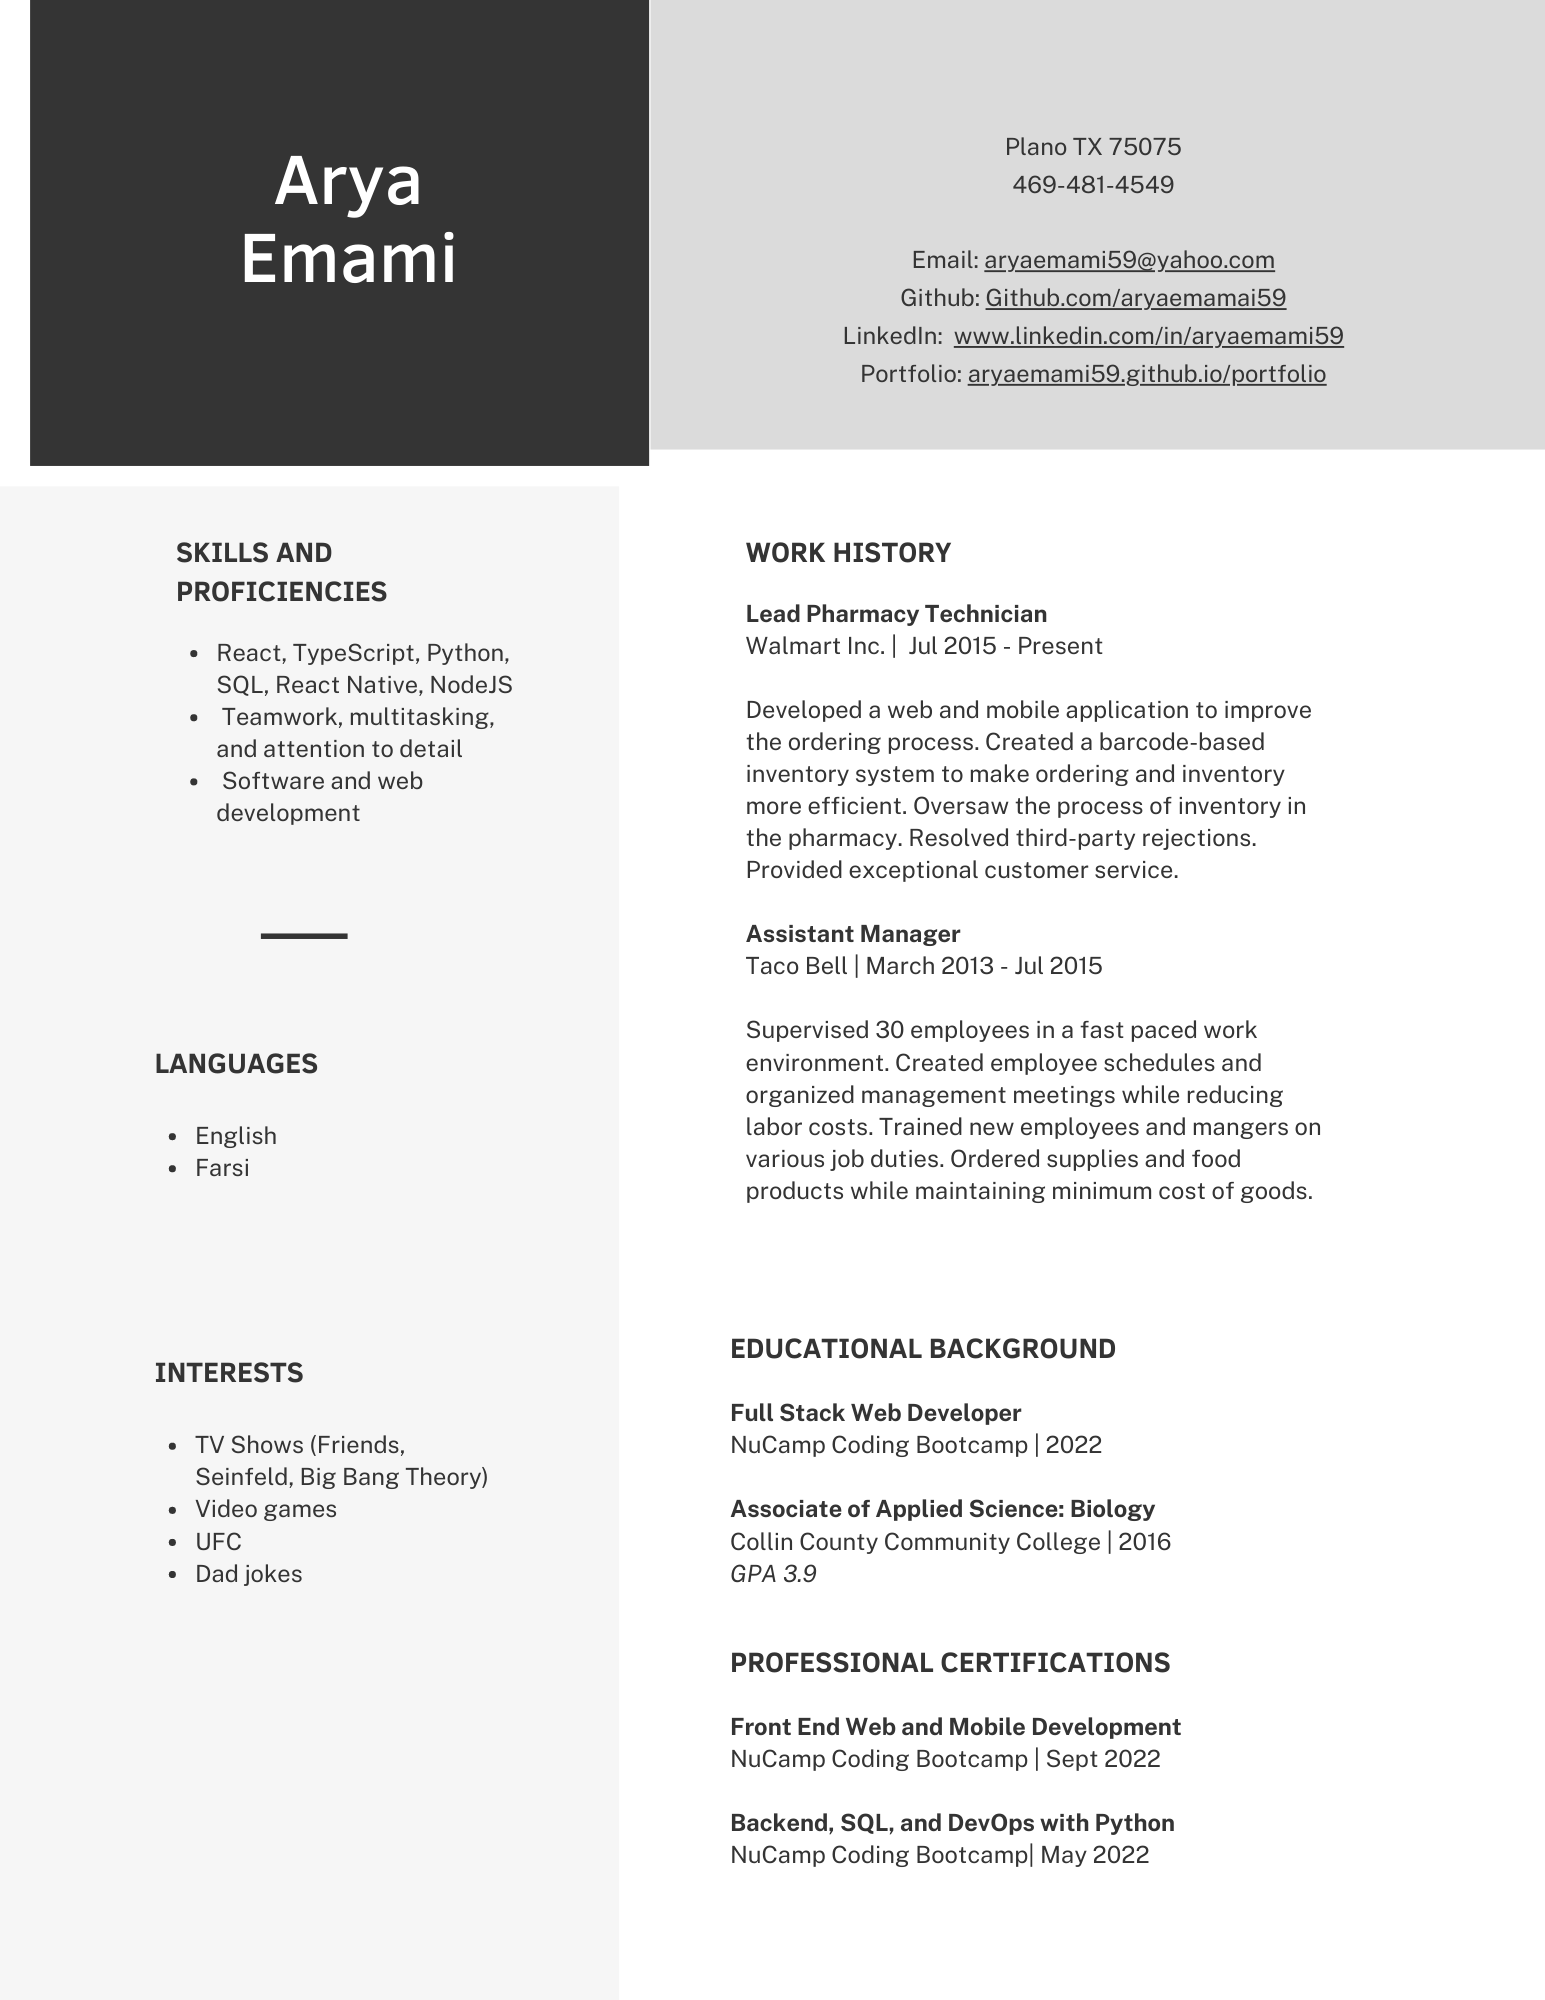 Arya
Emami
Plano TX 75075
469-481-4549
Email: aryaemami59@yahoo.com
Github: Github.com/aryaemamai59
LinkedIn: www.linkedin.com/in/aryaemami59
Portfolio: aryaemami59.github.io/portfolio
SKILLS AND
PROFICIENCIES
• React, TypeScript, Python,
SQL, React Native, NodeJS
• Teamwork, multitasking,
and attention to detail
• Software and web
development
LANGUAGES
• English
• Farsi
INTERESTS
• TV Shows (Friends,
Seinfeld, Big Bang Theory)
• Video games
• UFC
• Dad jokes
WORK HISTORY
Lead Pharmacy Technician
Walmart Inc. | Jul 2015 - Present
Developed a web and mobile application to improve
the ordering process. Created a barcode-based
inventory system to make ordering and inventory
more efficient. Oversaw the process of inventory in
the pharmacy. Resolved third-party rejections.
Provided exceptional customer service.
Assistant Manager
Taco Bell | March 2013 - Jul 2015
Supervised 30 employees in a fast paced work
environment. Created employee schedules and
organized management meetings while reducing
labor costs. Trained new employees and mangers on
various job duties. Ordered supplies and food
products while maintaining minimum cost of goods.
EDUCATIONAL BACKGROUND
Full Stack Web Developer
NuCamp Coding Bootcamp | 2022
Associate of Applied Science: Biology
Collin County Community College | 2016
GPA 3.9
PROFESSIONAL CERTIFICATIONS
Front End Web and Mobile Development
NuCamp Coding Bootcamp | Sept 2022
Backend, SQL, and DevOps with Python
NuCamp Coding Bootcamp| May 2022